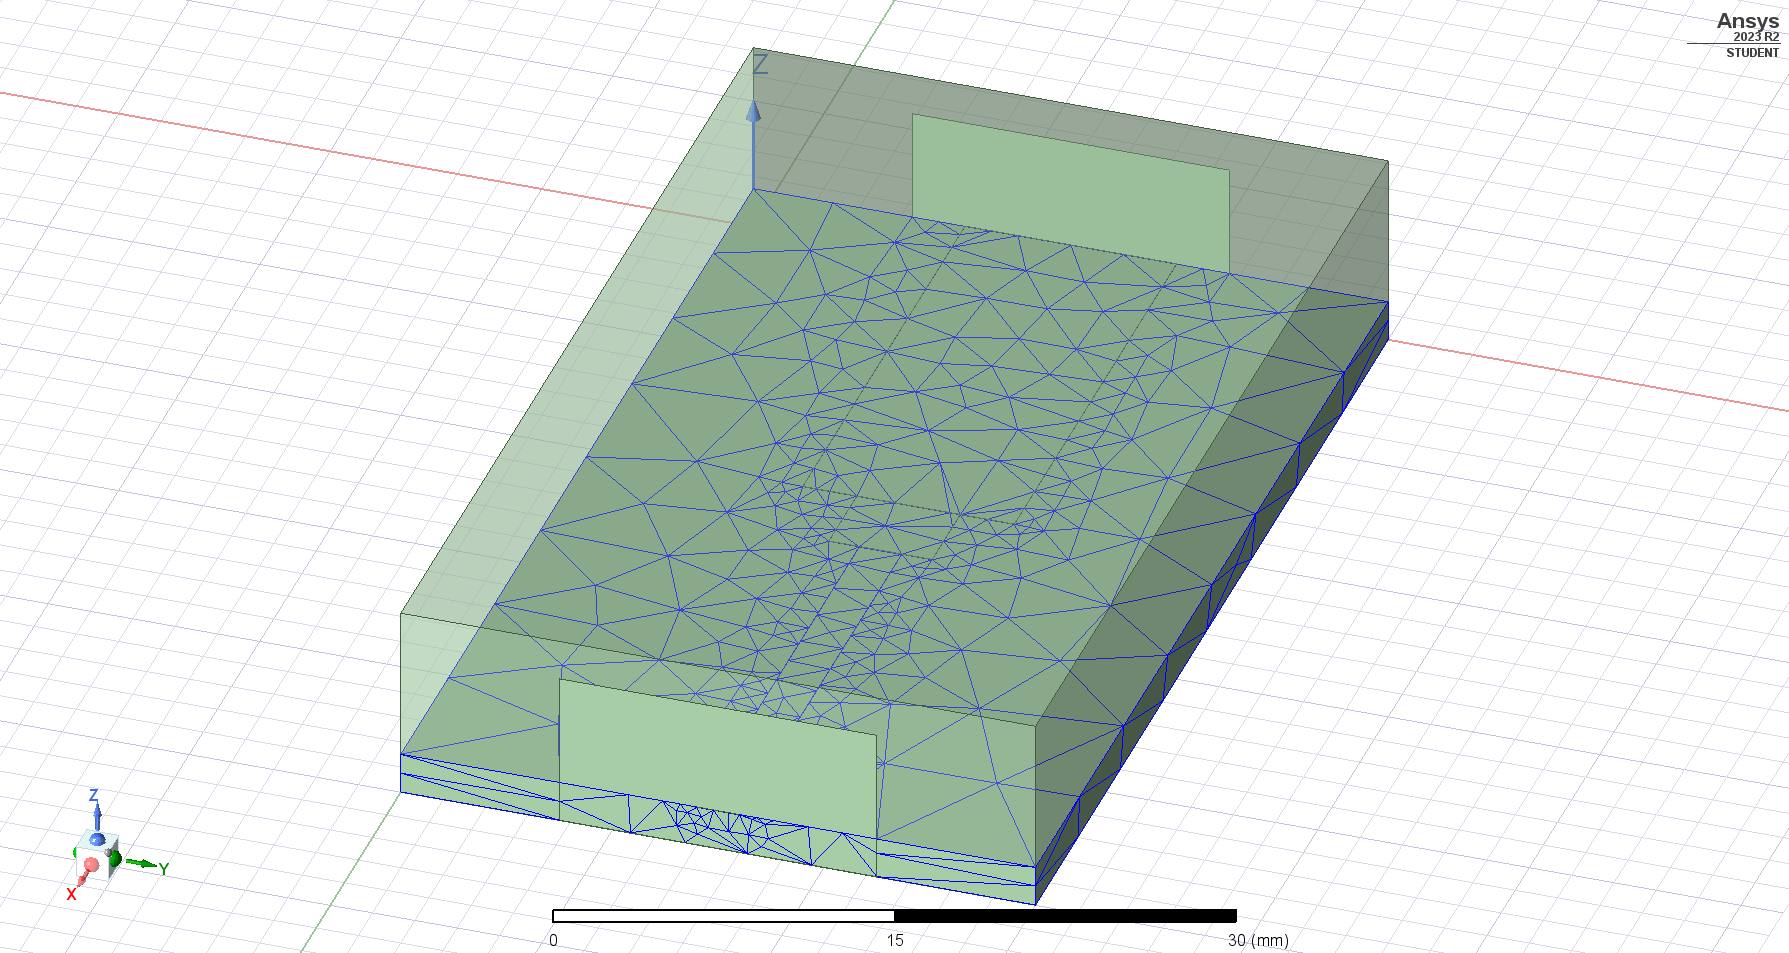 Ansys
2023 R2
STUDENT
Z
Z
Y
X
0 15 30 (mm)